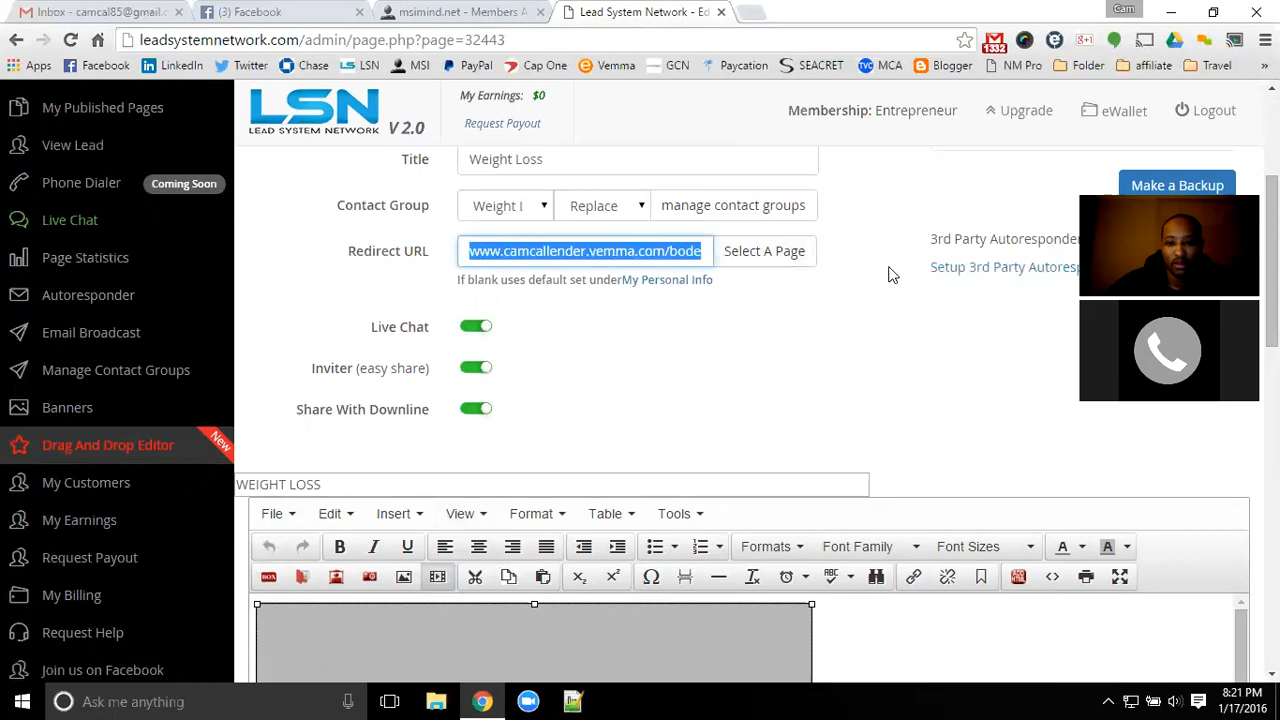 Inbox - camcal85@gmail.c
(3) Facebook
msimind.net - Members A
Lead System Network - Ed
Cam
leadsystemnetwork.com/admin/page.php?page=32443
1332
Apps
Facebook
LinkedIn
Twitter
Chase
LSN
MSI
PayPal
Cap One
Vemma
GCN
Paycation
SEACRET
MCA
Blogger
NM Pro
Folder
affiliate
Travel
My Published Pages
View Lead
Phone Dialer
Coming Soon
Live Chat
Page Statistics
Autoresponder
Email Broadcast
Manage Contact Groups
Banners
Drag And Drop Editor
New
My Customers
My Earnings
Request Payout
My Billing
Request Help
Join us on Facebook
LSN
LEAD SYSTEM NETWORK
V 2.0
My Earnings: $0
Request Payout
Membership: Entrepreneur
Upgrade
eWallet
Logout
Title
Weight Loss
Make a Backup
Contact Group
Weight l
Replace
manage contact groups
Redirect URL
www.camcallender.vemma.com/bode
Select A Page
3rd Party Autoresponder
Setup 3rd Party Autoresp
If blank uses default set underMy Personal Info
Live Chat
Inviter (easy share)
Share With Downline
WEIGHT LOSS
File
Edit
Insert
View
Format
Table
Tools
Formats
Font Family
Font Sizes
Ask me anything
8:21 PM
1/17/2016